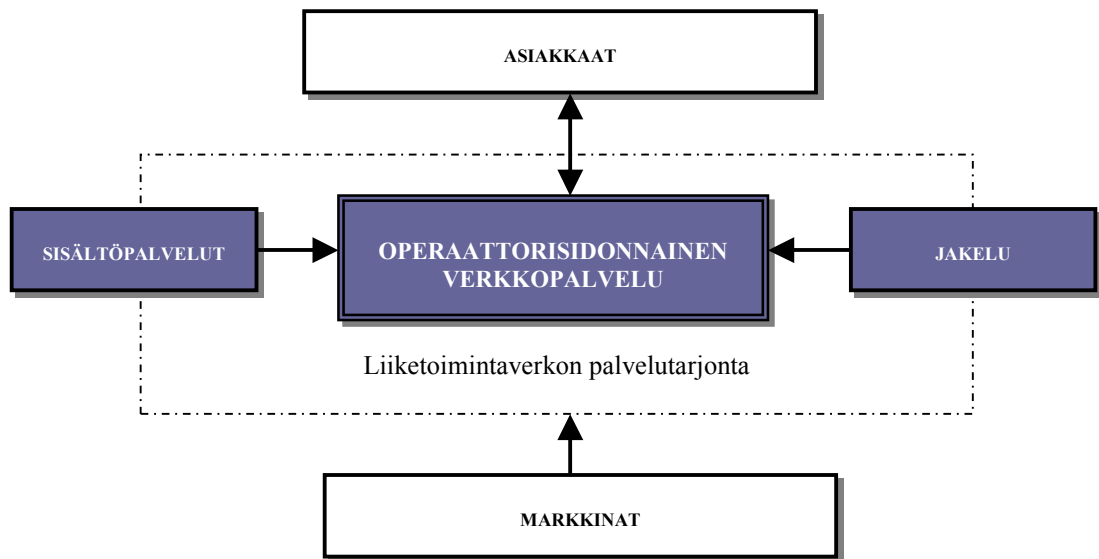 ASIAKKAAT
SISÄLTÖPALVELUT
OPERAATTORISIDONNAINEN
VERKKOPALVELU
JAKELU
Liiketoimintaverkon palvelutarjonta
MARKKINAT